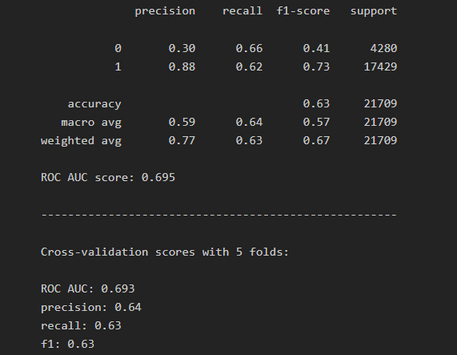 precision recall f1-score support
0 0.30 0.66 0.41 4280
1 0.88 0.62 0.73 17429
accuracy 0.63 21709
macro avg 0.59 0.64 0.57 21709
weighted avg 0.77 0.63 0.67 21709
ROC AUC score: 0.695
-----------------------------------------------------
Cross-validation scores with 5 folds:
ROC AUC: 0.693
precision: 0.64
recall: 0.63
f1: 0.63